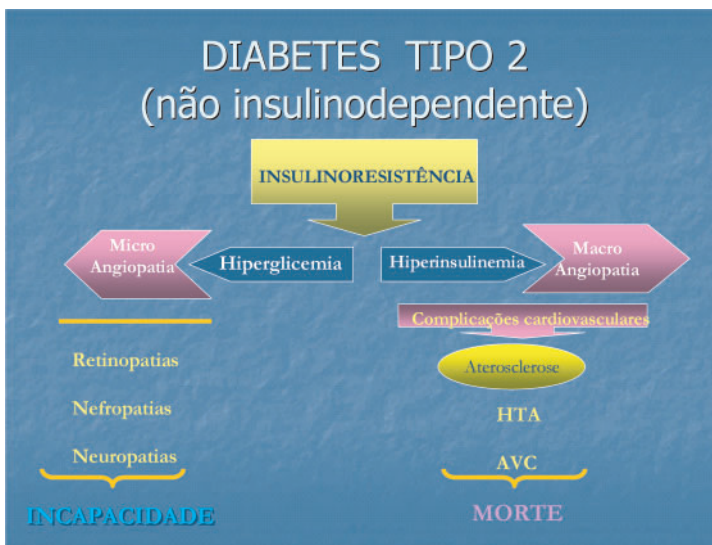 DIABETES TIPO 2
(não insulinodependente)
INSULINORESISTÊNCIA
Micro
Angiopatia
Hiperglicemia
Hiperinsulinemia
Macro
Angiopatia
Complicações cardiovasculares
Retinopatias
Aterosclerose
Nefropatias
HTA
Neuropatias
AVC
INCAPACIDADE
MORTE